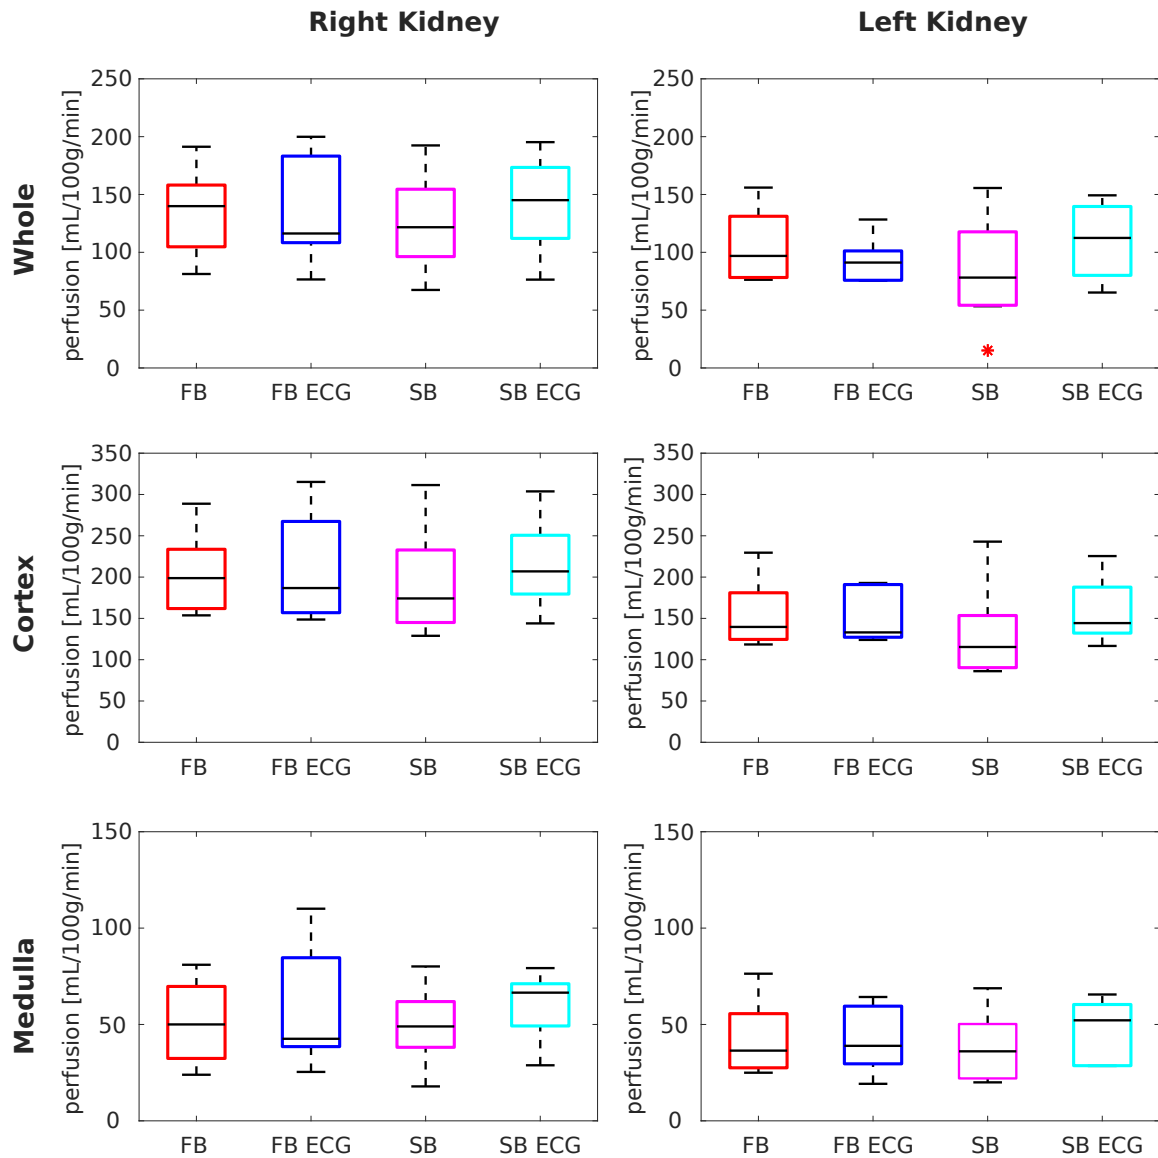 Right Kidney
Left Kidney
Whole
perfusion [mL/100g/min]
250
200
150
100
50
0
FB FB ECG SB SB ECG
perfusion [mL/100g/min]
250
200
150
100
50
0
FB FB ECG SB SB ECG
Cortex
perfusion [mL/100g/min]
350
300
250
200
150
100
50
0
FB FB ECG SB SB ECG
perfusion [mL/100g/min]
350
300
250
200
150
100
50
0
FB FB ECG SB SB ECG
Medulla
perfusion [mL/100g/min]
150
100
50
0
FB FB ECG SB SB ECG
perfusion [mL/100g/min]
150
100
50
0
FB FB ECG SB SB ECG